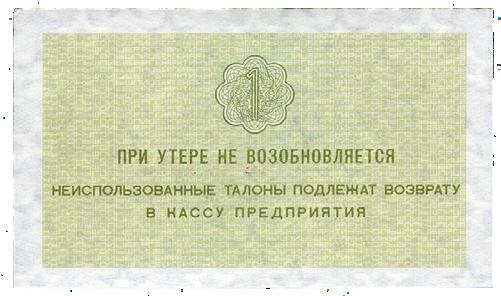 1
ПРИ УТЕРЕ НЕ ВОЗОБНОВЛЯЕТСЯ
НЕИСПОЛЬЗОВАННЫЕ ТАЛОНЫ ПОДЛЕЖАТ ВОЗВРАТУ
В КАССУ ПРЕДПРИЯТИЯ